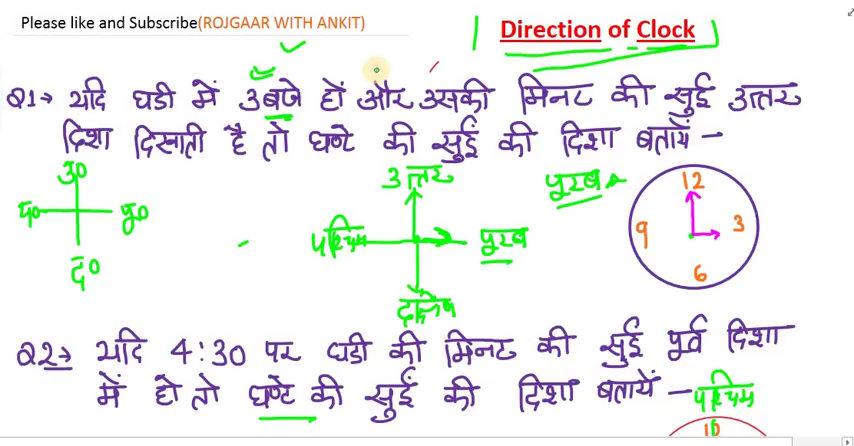 Please like and Subscribe(ROJGAAR WITH ANKIT)
Direction of Clock
Q1→ यदि घडी में 3 बजे हों और उसकी मिनट की सुई उत्तर
दिशा दिखाती है तो घण्टे की सुई की दिशा बतायें -
उ०
प०
पू०
द०
उत्तर
पश्चिम
पूरब
दक्षिण
पूरब
12
9
3
6
Q2→ यदि 4:30 पर घडी की मिनट की सुई पूर्व दिशा
में हो तो घण्टे की सुई की दिशा बतायें -
पश्चिम